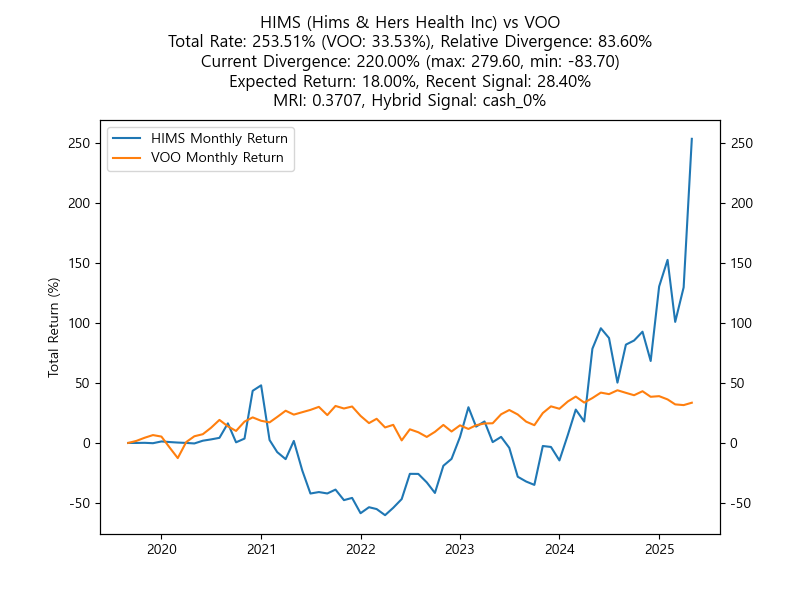 HIMS (Hims & Hers Health Inc) vs VOO
Total Rate: 253.51% (VOO: 33.53%), Relative Divergence: 83.60%
Current Divergence: 220.00% (max: 279.60, min: -83.70)
Expected Return: 18.00%, Recent Signal: 28.40%
MRI: 0.3707, Hybrid Signal: cash_0%
HIMS Monthly Return
VOO Monthly Return
Total Return (%)
250
200
150
100
50
0
-50
250
200
150
100
50
0
-50
2020
2021
2022
2023
2024
2025